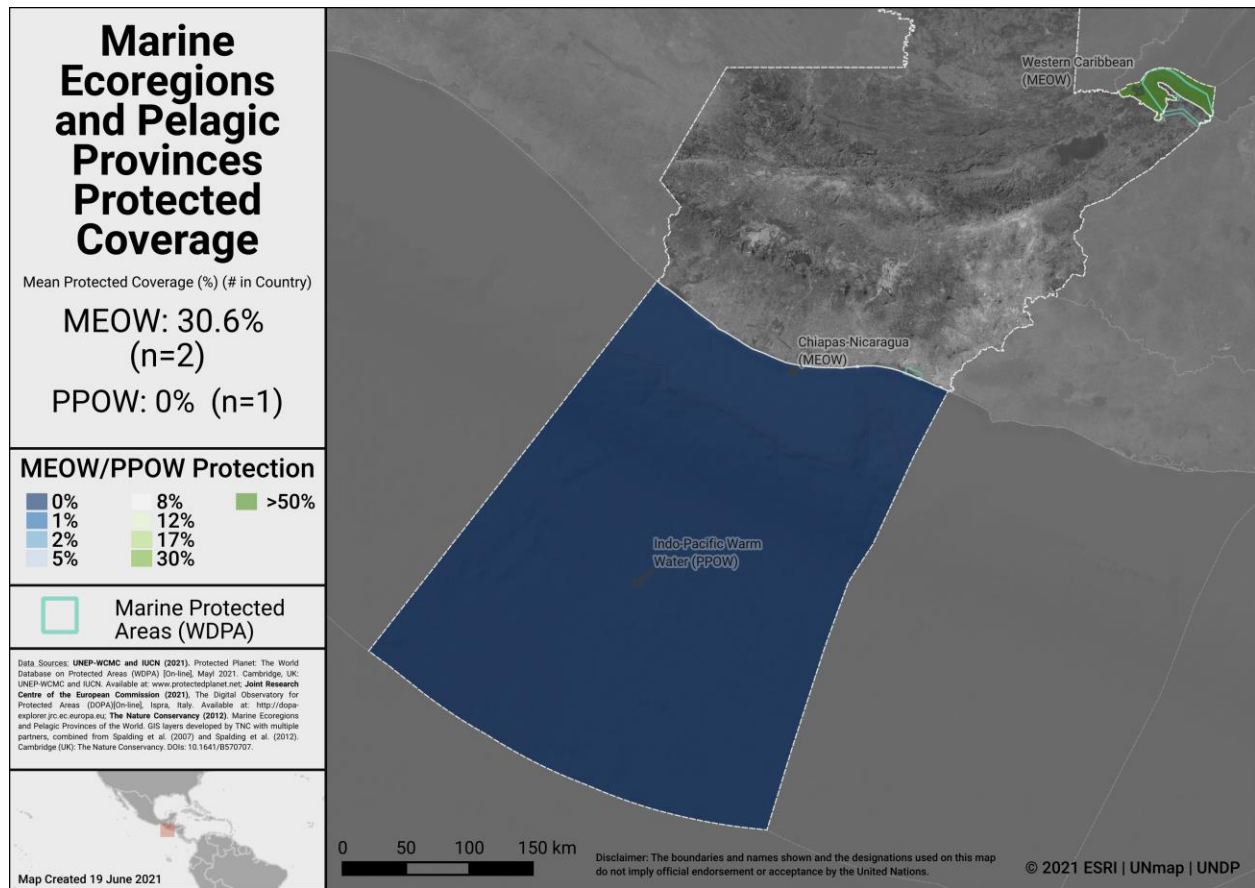 Marine
Ecoregions
and Pelagic
Provinces
Protected
Coverage
Mean Protected Coverage (%) (# in Country)
MEOW: 30.6%
(n=2)
PPOW: 0% (n=1)
MEOW/PPOW Protection
0%
1%
2%
5%
8%
12%
17%
30%
>50%
Marine Protected
Areas (WDPA)
Data Sources: UNEP-WCMC and IUCN (2021). Protected Planet: The World
Database on Protected Areas (WDPA) [On-line], Mayl 2021. Cambridge, UK:
UNEP-WCMC and IUCN. Available at: www.protectedplanet.net; Joint Research
Centre of the European Commission (2021), The Digital Observatory for
Protected Areas (DOPA)[On-line], Ispra, Italy. Available at: http://dopa-
explorer.jrc.ec.europa.eu; The Nature Conservancy (2012). Marine Ecoregions
and Pelagic Provinces of the World. GIS layers developed by TNC with multiple
partners, combined from Spalding et al. (2007) and Spalding et al. (2012).
Cambridge (UK): The Nature Conservancy. DOIs: 10.1641/B570707.
Map Created 19 June 2021
Western Caribbean
(MEOW)
Chiapas-Nicaragua
(MEOW)
Indo-Pacific Warm
Water (PPOW)
0 50 100 150 km
Disclaimer: The boundaries and names shown and the designations used on this map
do not imply official endorsement or acceptance by the United Nations.
© 2021 ESRI | UNmap | UNDP